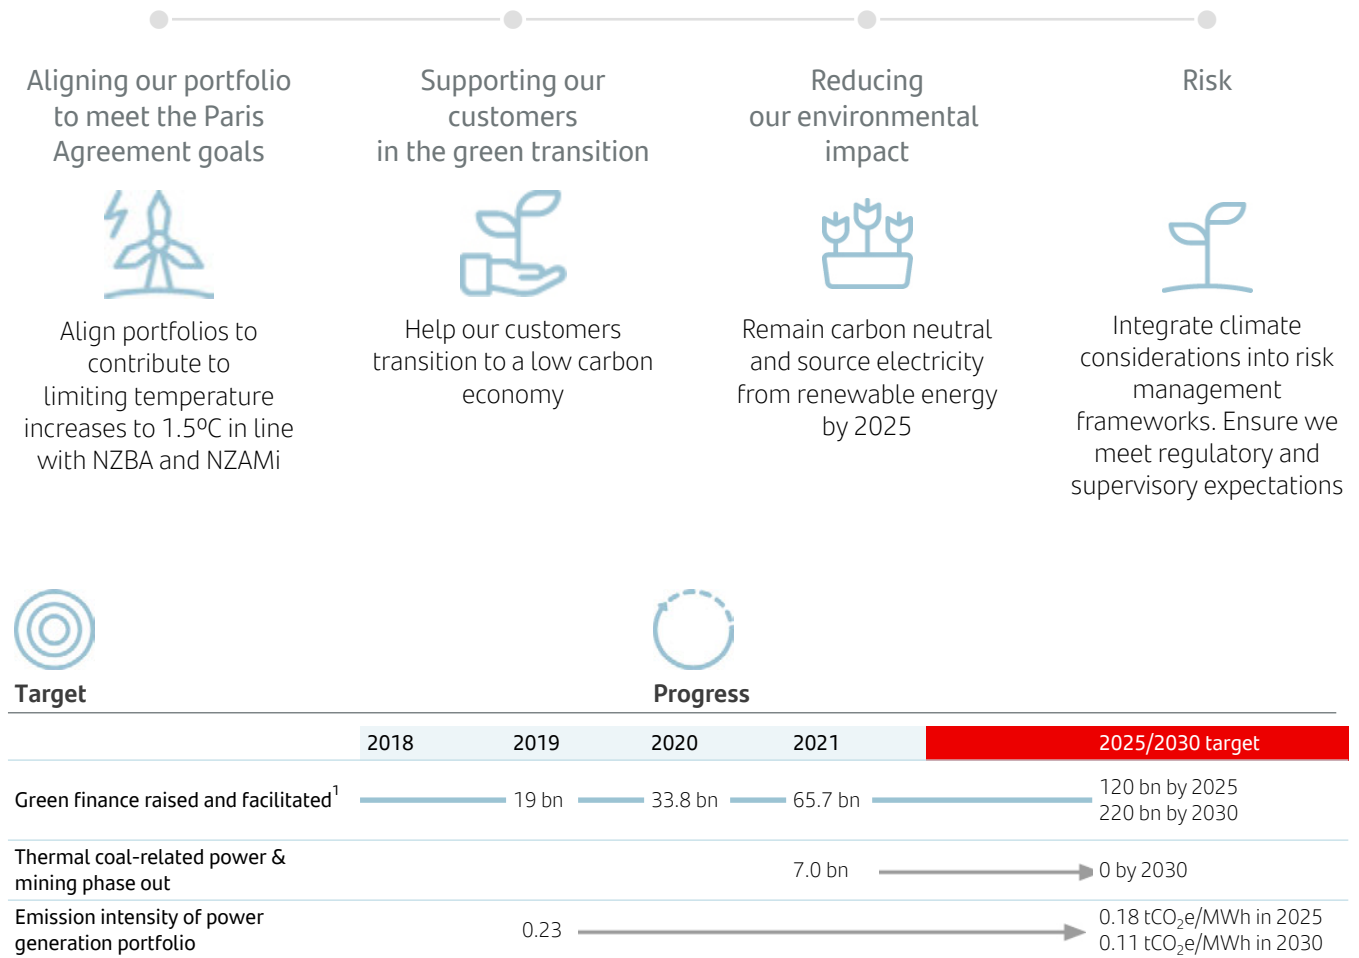 Aligning our portfolio
to meet the Paris
Agreement goals
Align portfolios to
contribute to
limiting temperature
increases to 1.5ºC in line
with NZBA and NZAMi
Supporting our
customers
in the green transition
Help our customers
transition to a low carbon
economy
Reducing
our environmental
impact
Remain carbon neutral
and source electricity
from renewable energy
by 2025
Risk
Integrate climate
considerations into risk
management
frameworks. Ensure we
meet regulatory and
supervisory expectations
Target
Progress
2018 2019 2020 2021 2025/2030 target
Green finance raised and facilitated¹ 19 bn 33.8 bn 65.7 bn 120 bn by 2025
220 bn by 2030
Thermal coal-related power &
mining phase out 7.0 bn 0 by 2030
Emission intensity of power
generation portfolio 0.23 0.18 tCO₂e/MWh in 2025
0.11 tCO₂e/MWh in 2030